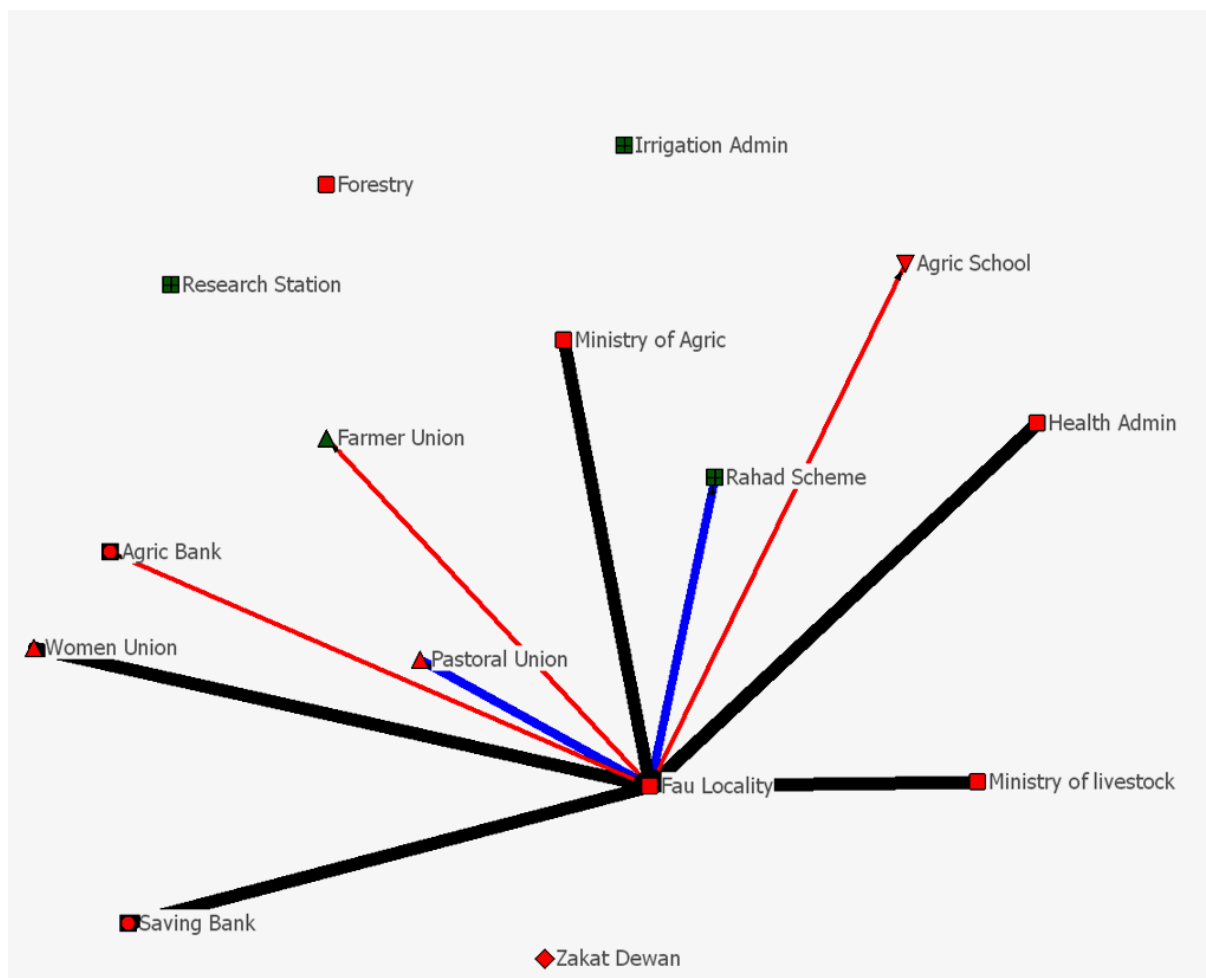 Irrigation Admin
Forestry
Agric School
Research Station
Ministry of Agric
Health Admin
Farmer Union
Rahad Scheme
Agric Bank
Women Union
Pastoral Union
Fau Locality
Ministry of livestock
Saving Bank
Zakat Dewan